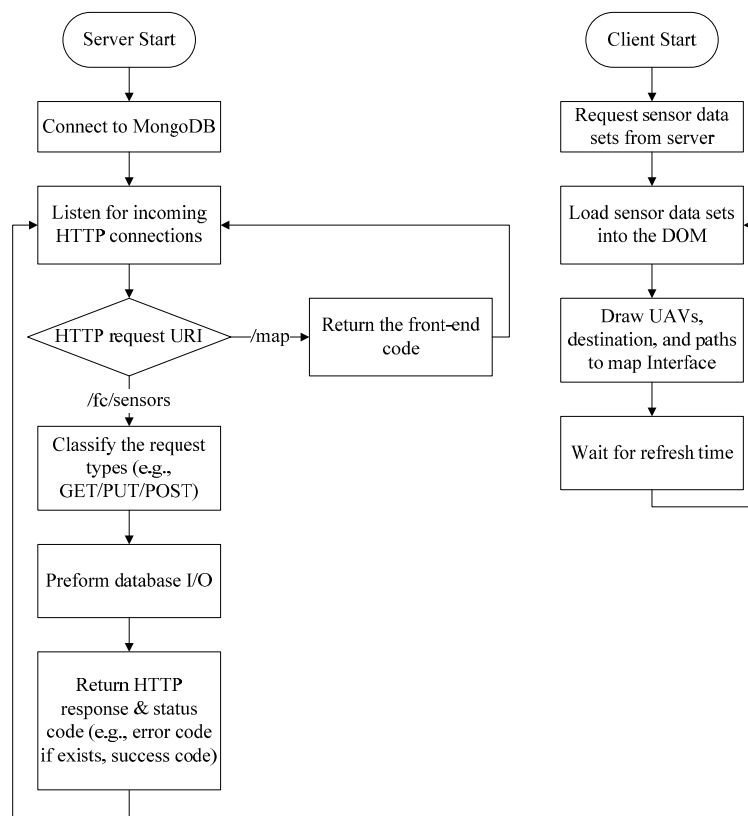 Server Start
Connect to MongoDB
Listen for incoming
HTTP connections
HTTP request URI
/map
Return the front-end
code
/fc/sensors
Classify the request
types (e.g.,
GET/PUT/POST)
Preform database I/O
Return HTTP
response & status
code (e.g., error code
if exists, success code)
Client Start
Request sensor data
sets from server
Load sensor data sets
into the DOM
Draw UAVs,
destination, and paths
to map Interface
Wait for refresh time